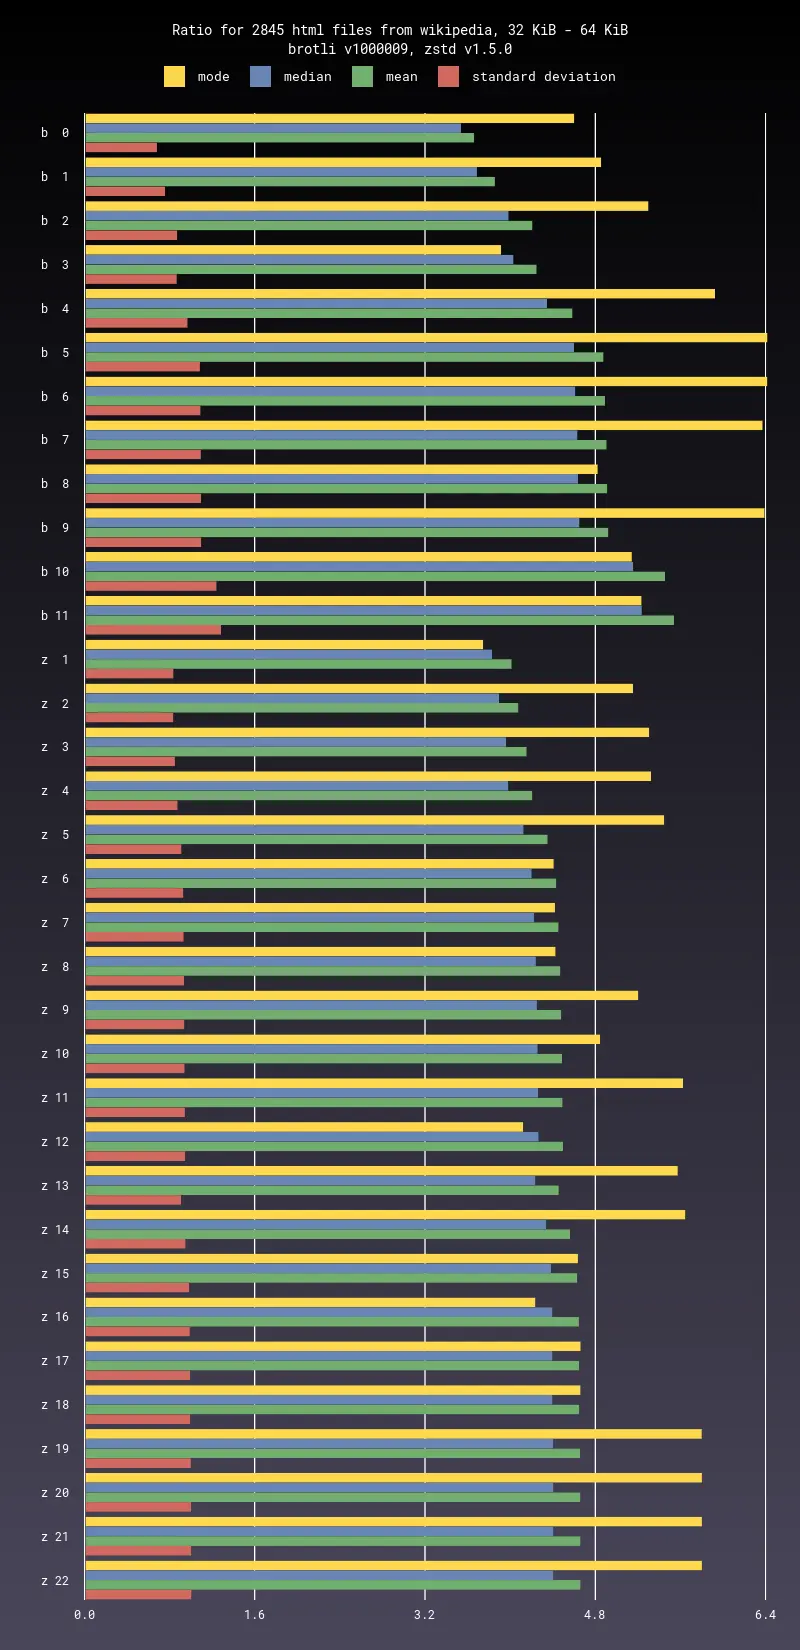 Ratio for 2845 html files from wikipedia, 32 KiB - 64 KiB
brotli v1000009, zstd v1.5.0
mode median mean standard deviation
b 0
b 1
b 2
b 3
b 4
b 5
b 6
b 7
b 8
b 9
b 10
b 11
z 1
z 2
z 3
z 4
z 5
z 6
z 7
z 8
z 9
z 10
z 11
z 12
z 13
z 14
z 15
z 16
z 17
z 18
z 19
z 20
z 21
z 22
0.0 1.6 3.2 4.8 6.4